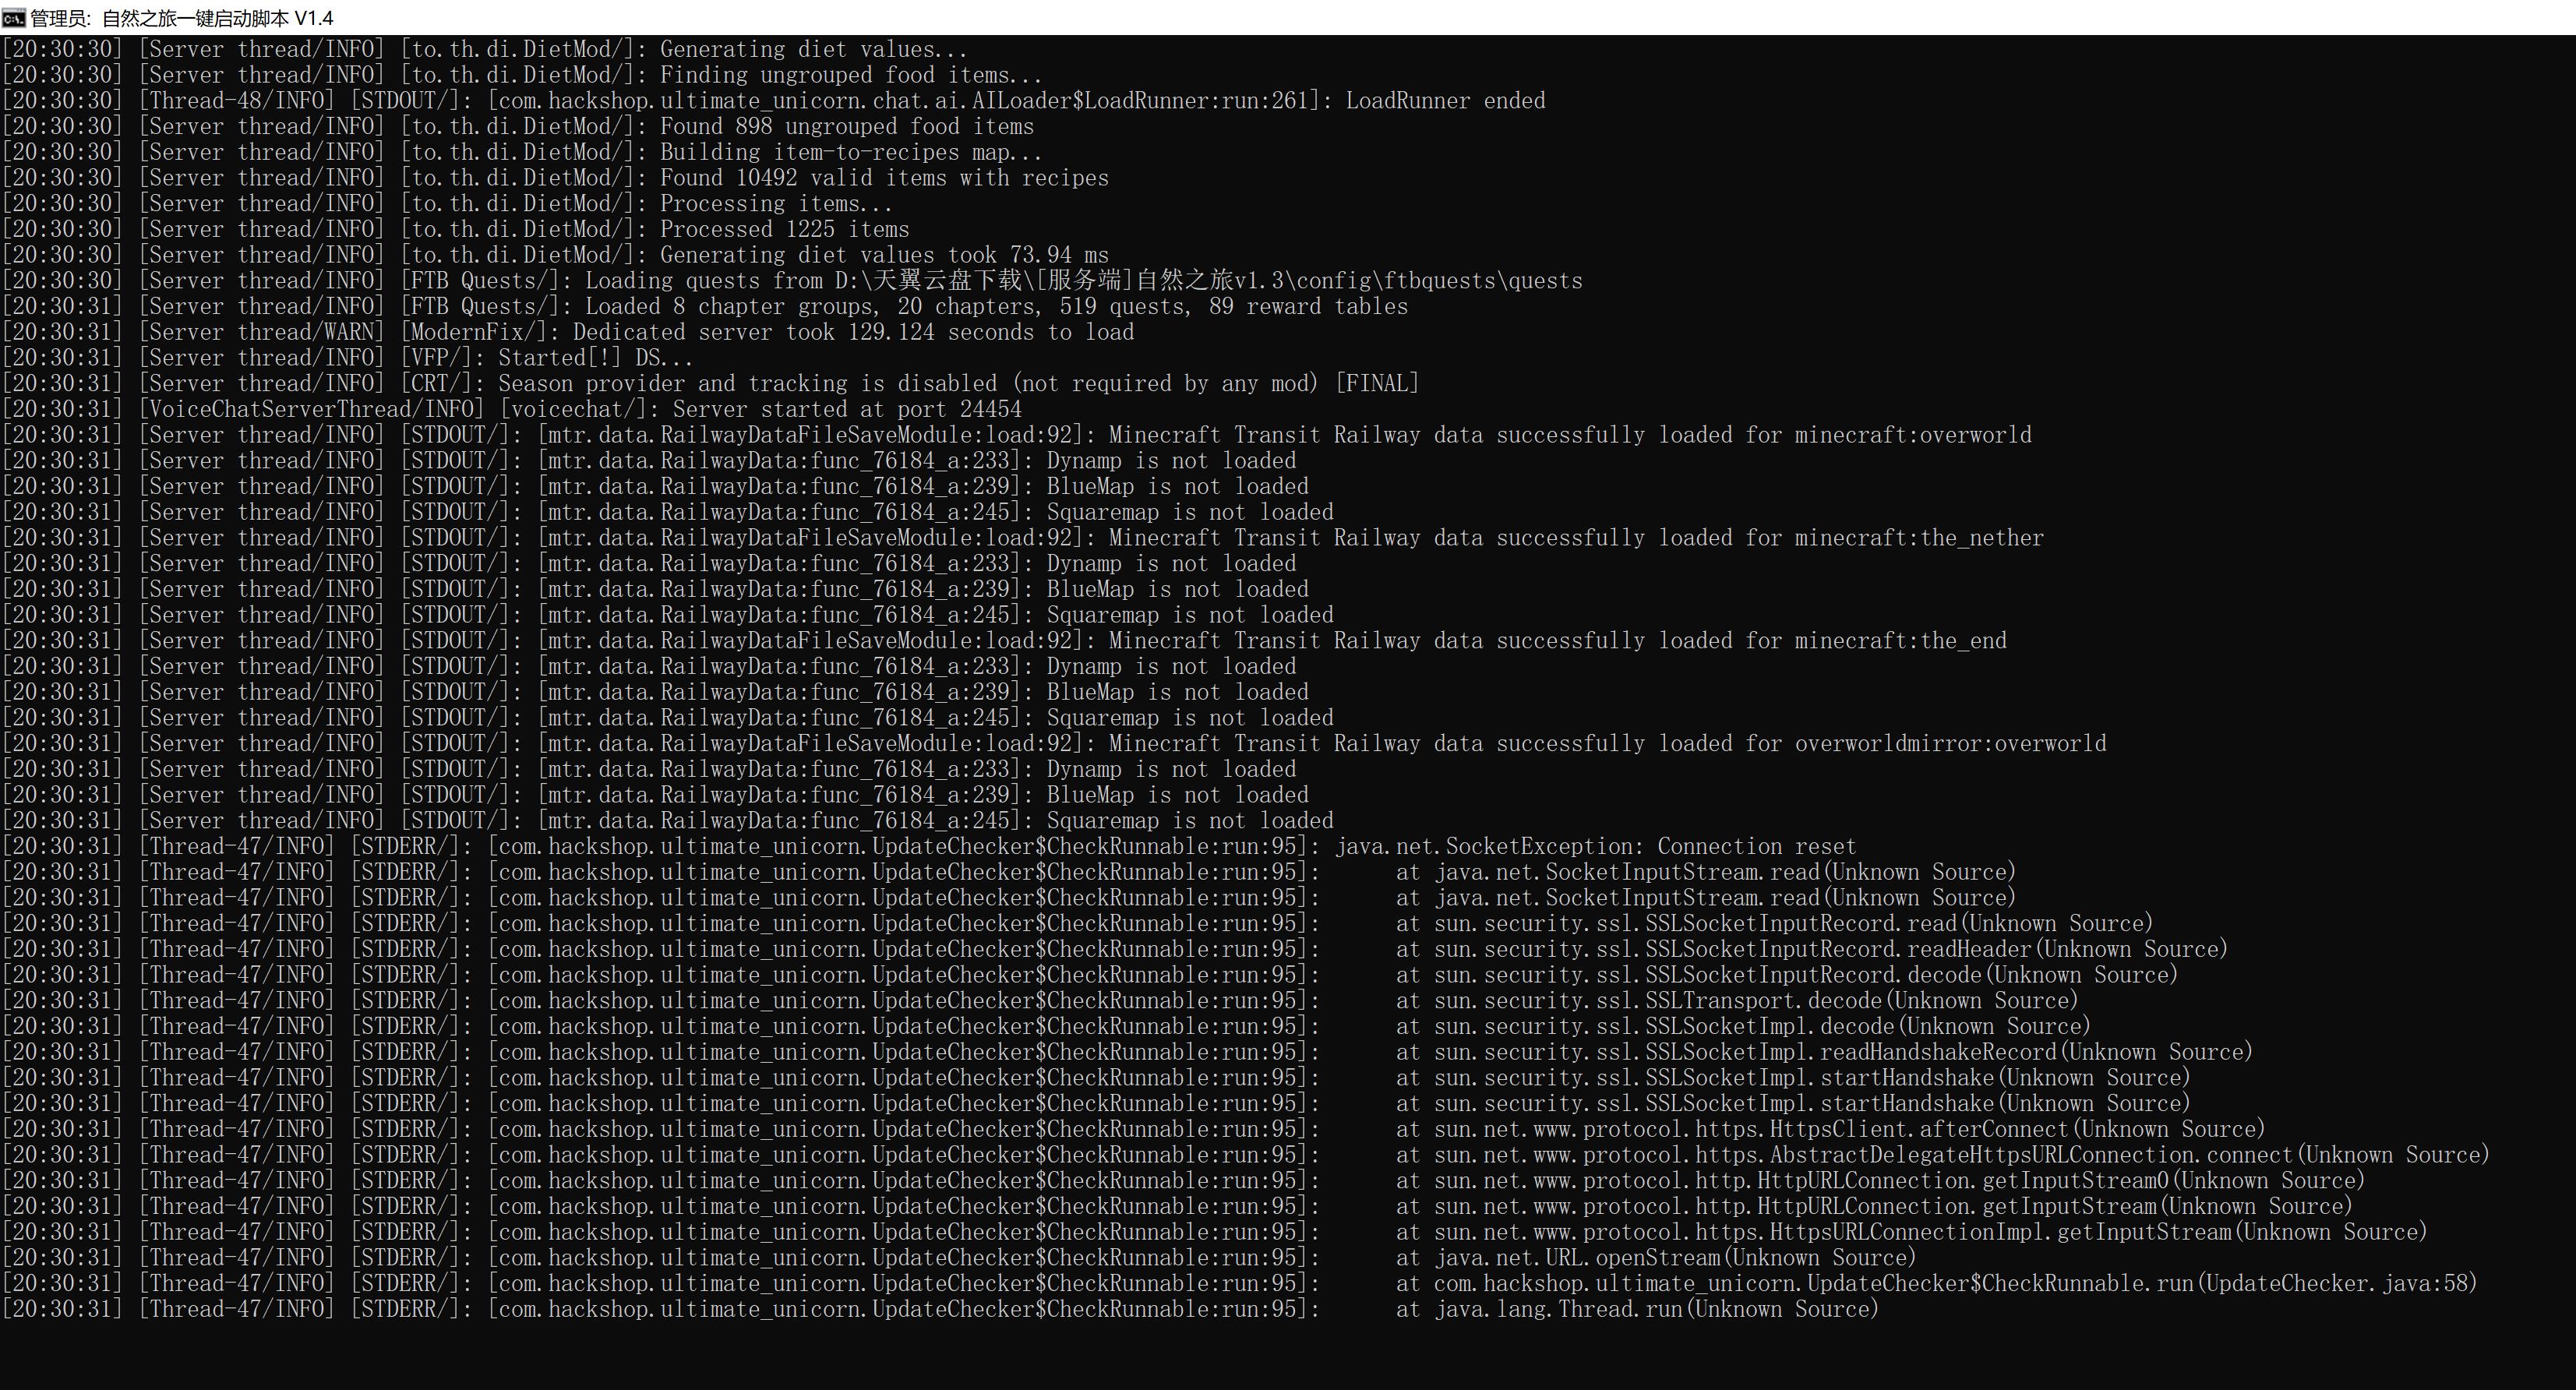 管理员: 自然之旅一键启动脚本 V1.4
[20:30:30] [Server thread/INFO] [to.th.di.DietMod/]: Generating diet values...
[20:30:30] [Server thread/INFO] [to.th.di.DietMod/]: Finding ungrouped food items...
[20:30:30] [Thread-48/INFO] [STDOUT/]: [com.hackshop.ultimate_unicorn.chat.ai.AILoader$LoadRunner:run:261]: LoadRunner ended
[20:30:30] [Server thread/INFO] [to.th.di.DietMod/]: Found 898 ungrouped food items
[20:30:30] [Server thread/INFO] [to.th.di.DietMod/]: Building item-to-recipes map...
[20:30:30] [Server thread/INFO] [to.th.di.DietMod/]: Found 10492 valid items with recipes
[20:30:30] [Server thread/INFO] [to.th.di.DietMod/]: Processing items...
[20:30:30] [Server thread/INFO] [to.th.di.DietMod/]: Processed 1225 items
[20:30:30] [Server thread/INFO] [to.th.di.DietMod/]: Generating diet values took 73.94 ms
[20:30:30] [Server thread/INFO] [FTB Quests/]: Loading quests from D:\天翼云盘下载\[服务端]自然之旅v1.3\config\ftbquests\quests
[20:30:31] [Server thread/INFO] [FTB Quests/]: Loaded 8 chapter groups, 20 chapters, 519 quests, 89 reward tables
[20:30:31] [Server thread/WARN] [ModernFix/]: Dedicated server took 129.124 seconds to load
[20:30:31] [Server thread/INFO] [VFP/]: Started[!] DS...
[20:30:31] [Server thread/INFO] [CRT/]: Season provider and tracking is disabled (not required by any mod) [FINAL]
[20:30:31] [VoiceChatServerThread/INFO] [voicechat/]: Server started at port 24454
[20:30:31] [Server thread/INFO] [STDOUT/]: [mtr.data.RailwayDataFileSaveModule:load:92]: Minecraft Transit Railway data successfully loaded for minecraft:overworld
[20:30:31] [Server thread/INFO] [STDOUT/]: [mtr.data.RailwayData:func_76184_a:233]: Dynamp is not loaded
[20:30:31] [Server thread/INFO] [STDOUT/]: [mtr.data.RailwayData:func_76184_a:239]: BlueMap is not loaded
[20:30:31] [Server thread/INFO] [STDOUT/]: [mtr.data.RailwayData:func_76184_a:245]: Squaremap is not loaded
[20:30:31] [Server thread/INFO] [STDOUT/]: [mtr.data.RailwayDataFileSaveModule:load:92]: Minecraft Transit Railway data successfully loaded for minecraft:the_nether
[20:30:31] [Server thread/INFO] [STDOUT/]: [mtr.data.RailwayData:func_76184_a:233]: Dynamp is not loaded
[20:30:31] [Server thread/INFO] [STDOUT/]: [mtr.data.RailwayData:func_76184_a:239]: BlueMap is not loaded
[20:30:31] [Server thread/INFO] [STDOUT/]: [mtr.data.RailwayData:func_76184_a:245]: Squaremap is not loaded
[20:30:31] [Server thread/INFO] [STDOUT/]: [mtr.data.RailwayDataFileSaveModule:load:92]: Minecraft Transit Railway data successfully loaded for minecraft:the_end
[20:30:31] [Server thread/INFO] [STDOUT/]: [mtr.data.RailwayData:func_76184_a:233]: Dynamp is not loaded
[20:30:31] [Server thread/INFO] [STDOUT/]: [mtr.data.RailwayData:func_76184_a:239]: BlueMap is not loaded
[20:30:31] [Server thread/INFO] [STDOUT/]: [mtr.data.RailwayData:func_76184_a:245]: Squaremap is not loaded
[20:30:31] [Server thread/INFO] [STDOUT/]: [mtr.data.RailwayDataFileSaveModule:load:92]: Minecraft Transit Railway data successfully loaded for overworldmirror:overworld
[20:30:31] [Server thread/INFO] [STDOUT/]: [mtr.data.RailwayData:func_76184_a:233]: Dynamp is not loaded
[20:30:31] [Server thread/INFO] [STDOUT/]: [mtr.data.RailwayData:func_76184_a:239]: BlueMap is not loaded
[20:30:31] [Server thread/INFO] [STDOUT/]: [mtr.data.RailwayData:func_76184_a:245]: Squaremap is not loaded
[20:30:31] [Thread-47/INFO] [STDERR/]: [com.hackshop.ultimate_unicorn.UpdateChecker$CheckRunnable:run:95]: java.net.SocketException: Connection reset
[20:30:31] [Thread-47/INFO] [STDERR/]: [com.hackshop.ultimate_unicorn.UpdateChecker$CheckRunnable:run:95]: at java.net.SocketInputStream.read(Unknown Source)
[20:30:31] [Thread-47/INFO] [STDERR/]: [com.hackshop.ultimate_unicorn.UpdateChecker$CheckRunnable:run:95]: at java.net.SocketInputStream.read(Unknown Source)
[20:30:31] [Thread-47/INFO] [STDERR/]: [com.hackshop.ultimate_unicorn.UpdateChecker$CheckRunnable:run:95]: at sun.security.ssl.SSLSocketInputRecord.read(Unknown Source)
[20:30:31] [Thread-47/INFO] [STDERR/]: [com.hackshop.ultimate_unicorn.UpdateChecker$CheckRunnable:run:95]: at sun.security.ssl.SSLSocketInputRecord.readHeader(Unknown Source)
[20:30:31] [Thread-47/INFO] [STDERR/]: [com.hackshop.ultimate_unicorn.UpdateChecker$CheckRunnable:run:95]: at sun.security.ssl.SSLSocketInputRecord.decode(Unknown Source)
[20:30:31] [Thread-47/INFO] [STDERR/]: [com.hackshop.ultimate_unicorn.UpdateChecker$CheckRunnable:run:95]: at sun.security.ssl.SSLTransport.decode(Unknown Source)
[20:30:31] [Thread-47/INFO] [STDERR/]: [com.hackshop.ultimate_unicorn.UpdateChecker$CheckRunnable:run:95]: at sun.security.ssl.SSLSocketImpl.decode(Unknown Source)
[20:30:31] [Thread-47/INFO] [STDERR/]: [com.hackshop.ultimate_unicorn.UpdateChecker$CheckRunnable:run:95]: at sun.security.ssl.SSLSocketImpl.readHandshakeRecord(Unknown Source)
[20:30:31] [Thread-47/INFO] [STDERR/]: [com.hackshop.ultimate_unicorn.UpdateChecker$CheckRunnable:run:95]: at sun.security.ssl.SSLSocketImpl.startHandshake(Unknown Source)
[20:30:31] [Thread-47/INFO] [STDERR/]: [com.hackshop.ultimate_unicorn.UpdateChecker$CheckRunnable:run:95]: at sun.security.ssl.SSLSocketImpl.startHandshake(Unknown Source)
[20:30:31] [Thread-47/INFO] [STDERR/]: [com.hackshop.ultimate_unicorn.UpdateChecker$CheckRunnable:run:95]: at sun.net.www.protocol.https.HttpsClient.afterConnect(Unknown Source)
[20:30:31] [Thread-47/INFO] [STDERR/]: [com.hackshop.ultimate_unicorn.UpdateChecker$CheckRunnable:run:95]: at sun.net.www.protocol.https.AbstractDelegateHttpsURLConnection.connect(Unknown Source)
[20:30:31] [Thread-47/INFO] [STDERR/]: [com.hackshop.ultimate_unicorn.UpdateChecker$CheckRunnable:run:95]: at sun.net.www.protocol.http.HttpURLConnection.getInputStream0(Unknown Source)
[20:30:31] [Thread-47/INFO] [STDERR/]: [com.hackshop.ultimate_unicorn.UpdateChecker$CheckRunnable:run:95]: at sun.net.www.protocol.http.HttpURLConnection.getInputStream(Unknown Source)
[20:30:31] [Thread-47/INFO] [STDERR/]: [com.hackshop.ultimate_unicorn.UpdateChecker$CheckRunnable:run:95]: at sun.net.www.protocol.https.HttpsURLConnectionImpl.getInputStream(Unknown Source)
[20:30:31] [Thread-47/INFO] [STDERR/]: [com.hackshop.ultimate_unicorn.UpdateChecker$CheckRunnable:run:95]: at java.net.URL.openStream(Unknown Source)
[20:30:31] [Thread-47/INFO] [STDERR/]: [com.hackshop.ultimate_unicorn.UpdateChecker$CheckRunnable:run:95]: at com.hackshop.ultimate_unicorn.UpdateChecker$CheckRunnable.run(UpdateChecker.java:58)
[20:30:31] [Thread-47/INFO] [STDERR/]: [com.hackshop.ultimate_unicorn.UpdateChecker$CheckRunnable:run:95]: at java.lang.Thread.run(Unknown Source)